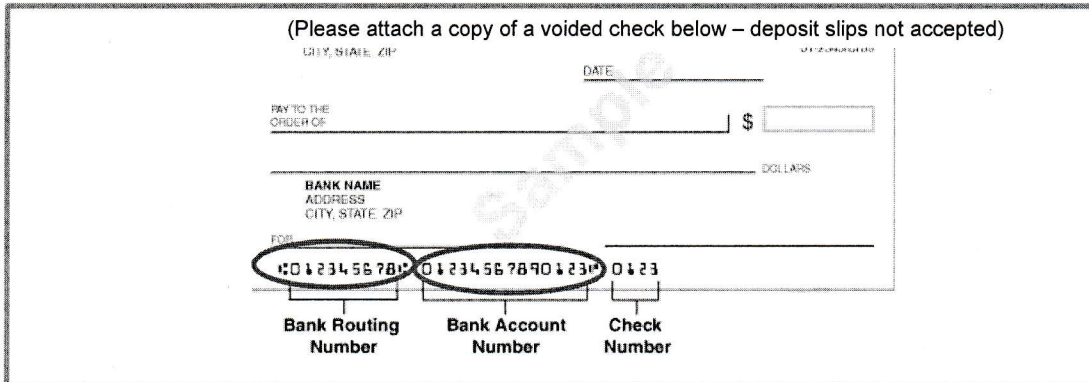 (Please attach a copy of a voided check below – deposit slips not accepted)
CITY, STATE ZIP
DATE
PAY TO THE
ORDER OF
$
DOLLARS
Sample
BANK NAME
ADDRESS
CITY, STATE ZIP
FOR
⑆012345678⑆ 01234567890123⑈ 0123
Bank Routing Number
Bank Account Number
Check Number